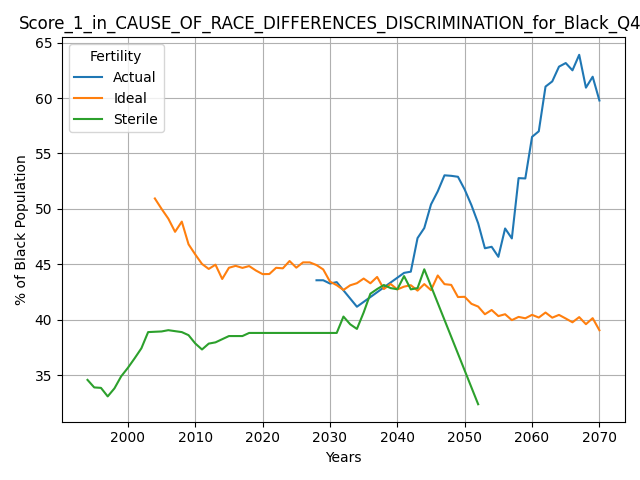 Score_1_in_CAUSE_OF_RACE_DIFFERENCES_DISCRIMINATION_for_Black_Q4
Fertility
Actual
Ideal
Sterile
65
60
55
50
45
40
35
% of Black Population
2000 2010 2020 2030 2040 2050 2060 2070
Years